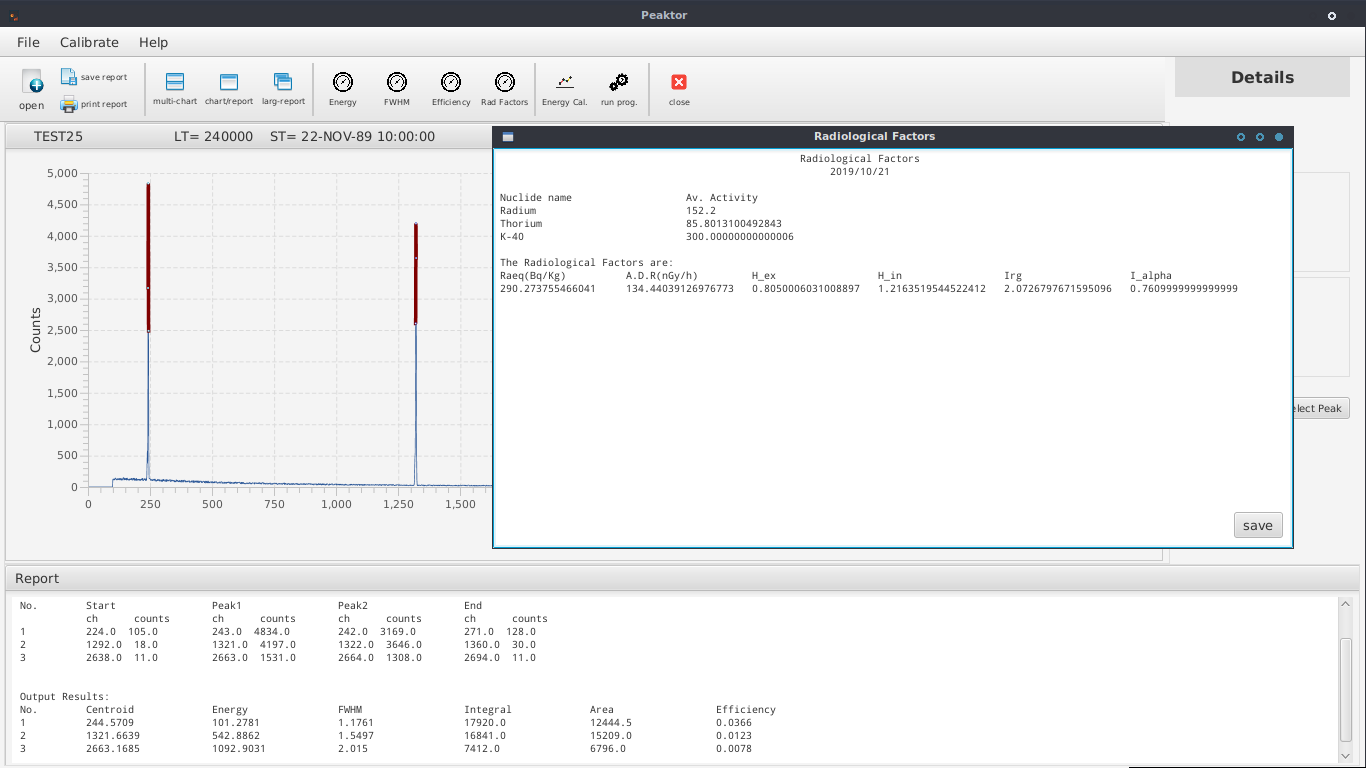 Peaktor
File Calibrate Help
open save report print report multi-chart chart/report larg-report Energy FWHM Efficiency Rad Factors Energy Cal. run prog. close
Details
TEST25 LT= 240000 ST= 22-NOV-89 10:00:00
Radiological Factors
Radiological Factors
2019/10/21
Nuclide name Av. Activity
Radium 152.2
Thorium 85.8013100492843
K-40 300.00000000000006
The Radiological Factors are:
Raeq(Bq/Kg) A.D.R(nGy/h) H_ex H_in Irg I_alpha
290.273755466041 134.44039126976773 0.8050006031008897 1.2163519544522412 2.0726797671595096 0.7609999999999999
save
elect Peak
Counts
5,000
4,500
4,000
3,500
3,000
2,500
2,000
1,500
1,000
500
0
0 250 500 750 1,000 1,250 1,500
Report
No. Start Peak1 Peak2 End
ch counts ch counts ch counts ch counts
1 224.0 105.0 243.0 4834.0 242.0 3169.0 271.0 128.0
2 1292.0 18.0 1321.0 4197.0 1322.0 3646.0 1360.0 30.0
3 2638.0 11.0 2663.0 1531.0 2664.0 1308.0 2694.0 11.0
Output Results:
No. Centroid Energy FWHM Integral Area Efficiency
1 244.5709 101.2781 1.1761 17920.0 12444.5 0.0366
2 1321.6639 542.8862 1.5497 16841.0 15209.0 0.0123
3 2663.1685 1092.9031 2.015 7412.0 6796.0 0.0078